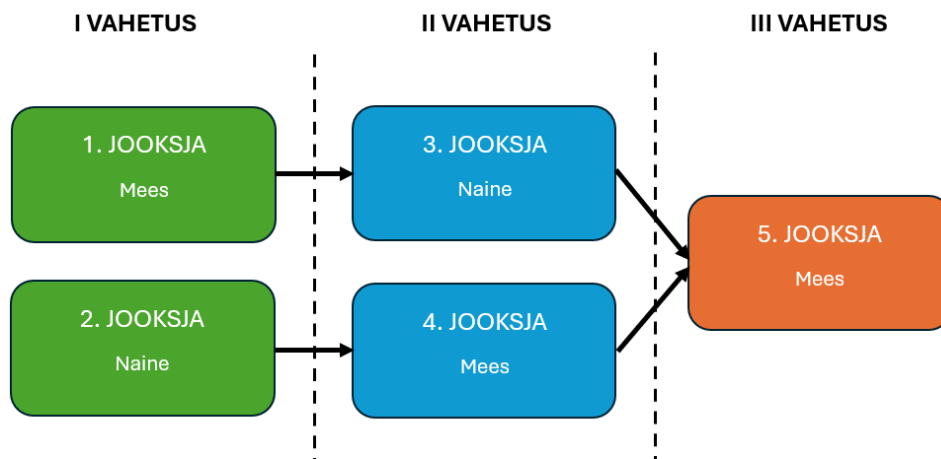 I VAHETUS
II VAHETUS
III VAHETUS
1. JOOKSJA
Mees
3. JOOKSJA
Naine
5. JOOKSJA
Mees
2. JOOKSJA
Naine
4. JOOKSJA
Mees